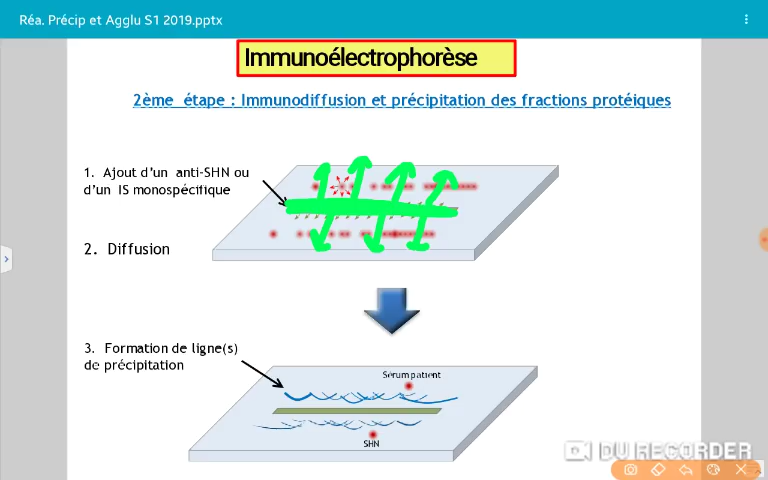 Réa. Précip et Agglu S1 2019.pptx
Immunoélectrophorèse
2ème étape : Immunodiffusion et précipitation des fractions protéiques
1. Ajout d'un anti-SHN ou
d'un IS monospécifique
2. Diffusion
3. Formation de ligne(s)
de précipitation
Sérum patient
SHN
DU RECORDER